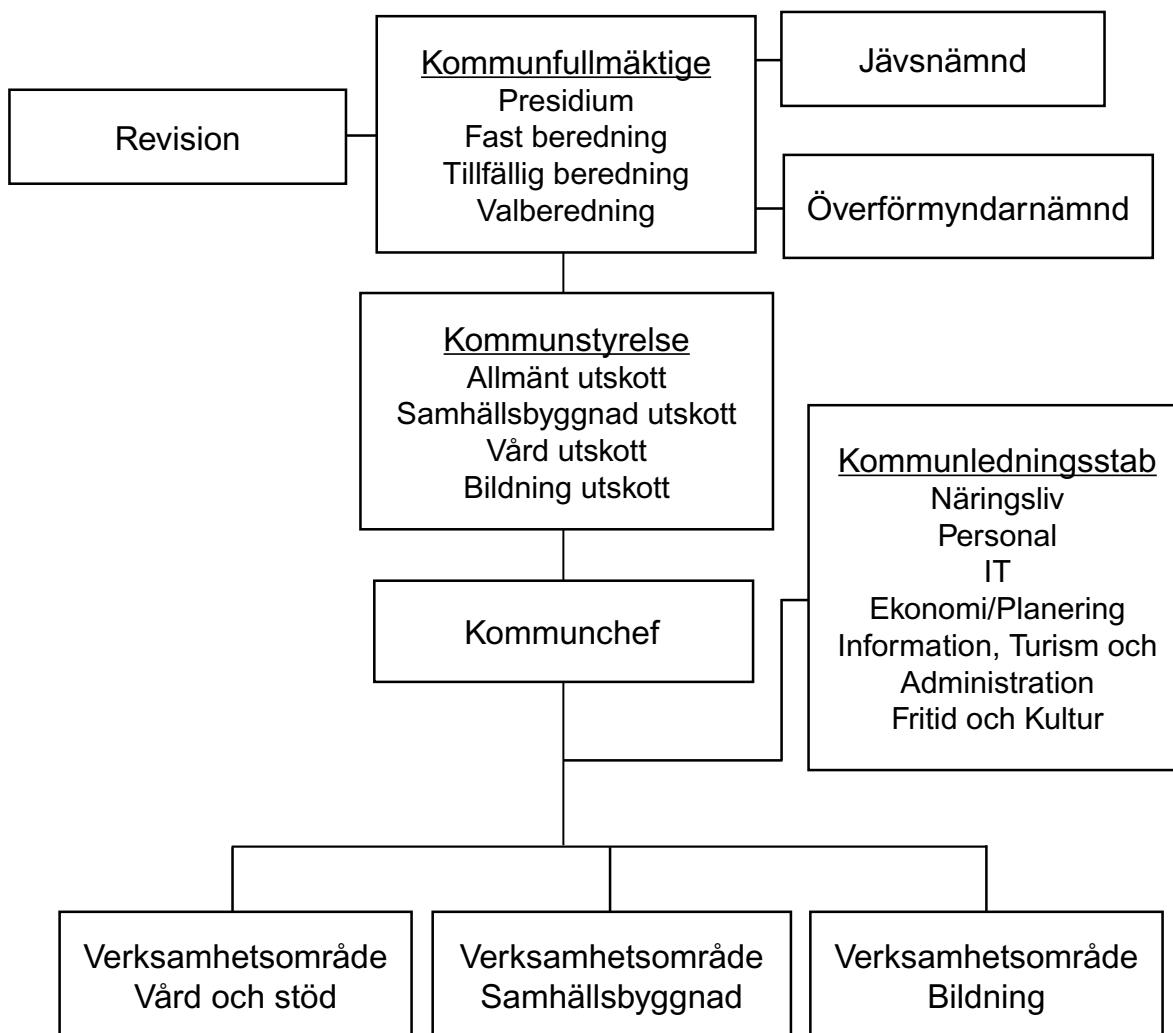 Kommunfullmäktige
Presidium
Fast beredning
Tillfällig beredning
Valberedning
Jävsnämnd
Revision
Överförmyndarnämnd
Kommunstyrelse
Allmänt utskott
Samhällsbyggnad utskott
Vård utskott
Bildning utskott
Kommunledningsstab
Näringsliv
Personal
IT
Ekonomi/Planering
Information, Turism och
Administration
Fritid och Kultur
Kommunchef
Verksamhetsområde
Vård och stöd
Verksamhetsområde
Samhällsbyggnad
Verksamhetsområde
Bildning